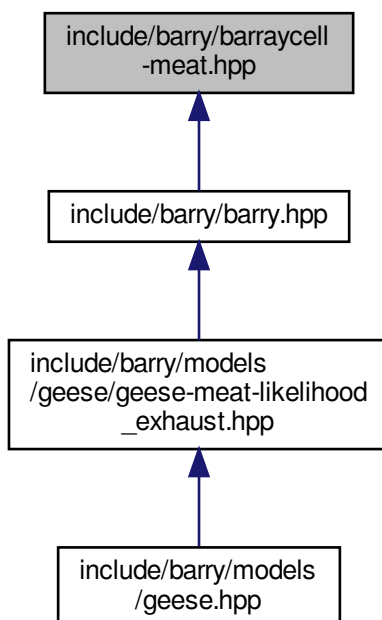 include/barry/barraycell
-meat.hpp
include/barry/barry.hpp
include/barry/models
/geese/geese-meat-likelihood
_exhaust.hpp
include/barry/models
/geese.hpp